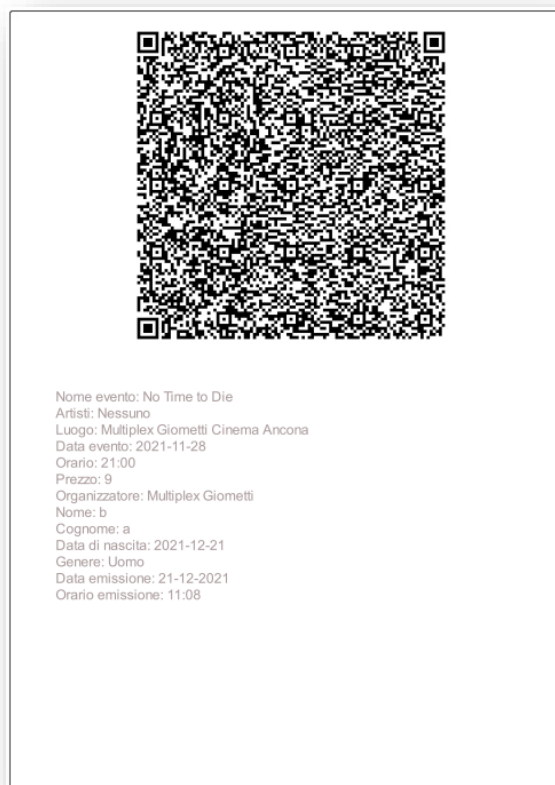 Nome evento: No Time to Die
Artisti: Nessuno
Luogo: Multiplex Giometti Cinema Ancona
Data evento: 2021-11-28
Orario: 21:00
Prezzo: 9
Organizzatore: Multiplex Giometti
Nome: b
Cognome: a
Data di nascita: 2021-12-21
Genere: Uomo
Data emissione: 21-12-2021
Orario emissione: 11:08